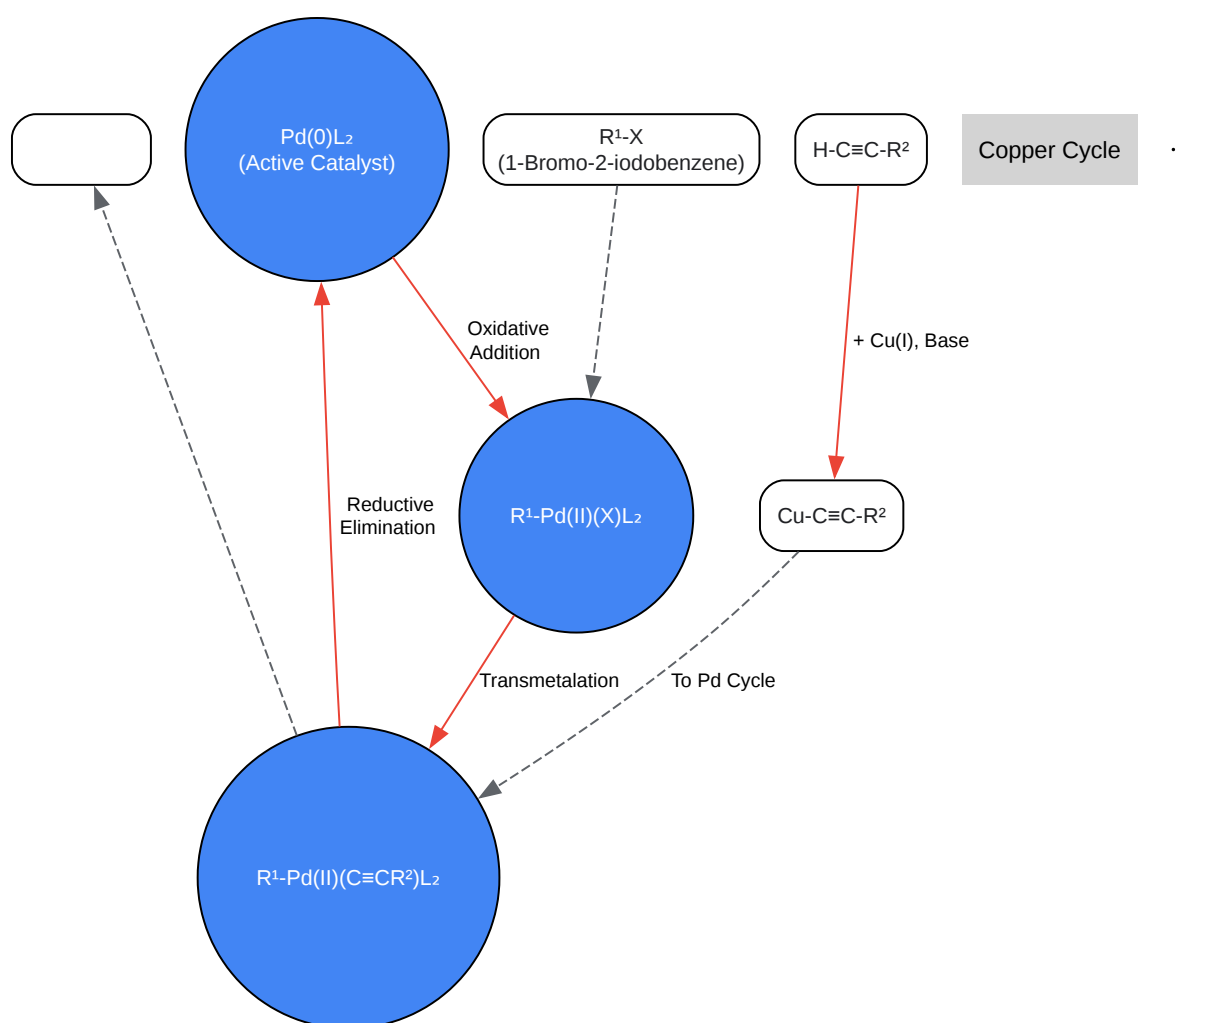 Pd(0)L₂
(Active Catalyst)
R¹-X
(1-Bromo-2-iodobenzene)
H-C≡C-R²
Copper Cycle
Oxidative
Addition
+ Cu(I), Base
Reductive
Elimination
R¹-Pd(II)(X)L₂
Cu-C≡C-R²
Transmetalation
To Pd Cycle
R¹-Pd(II)(C≡CR²)L₂